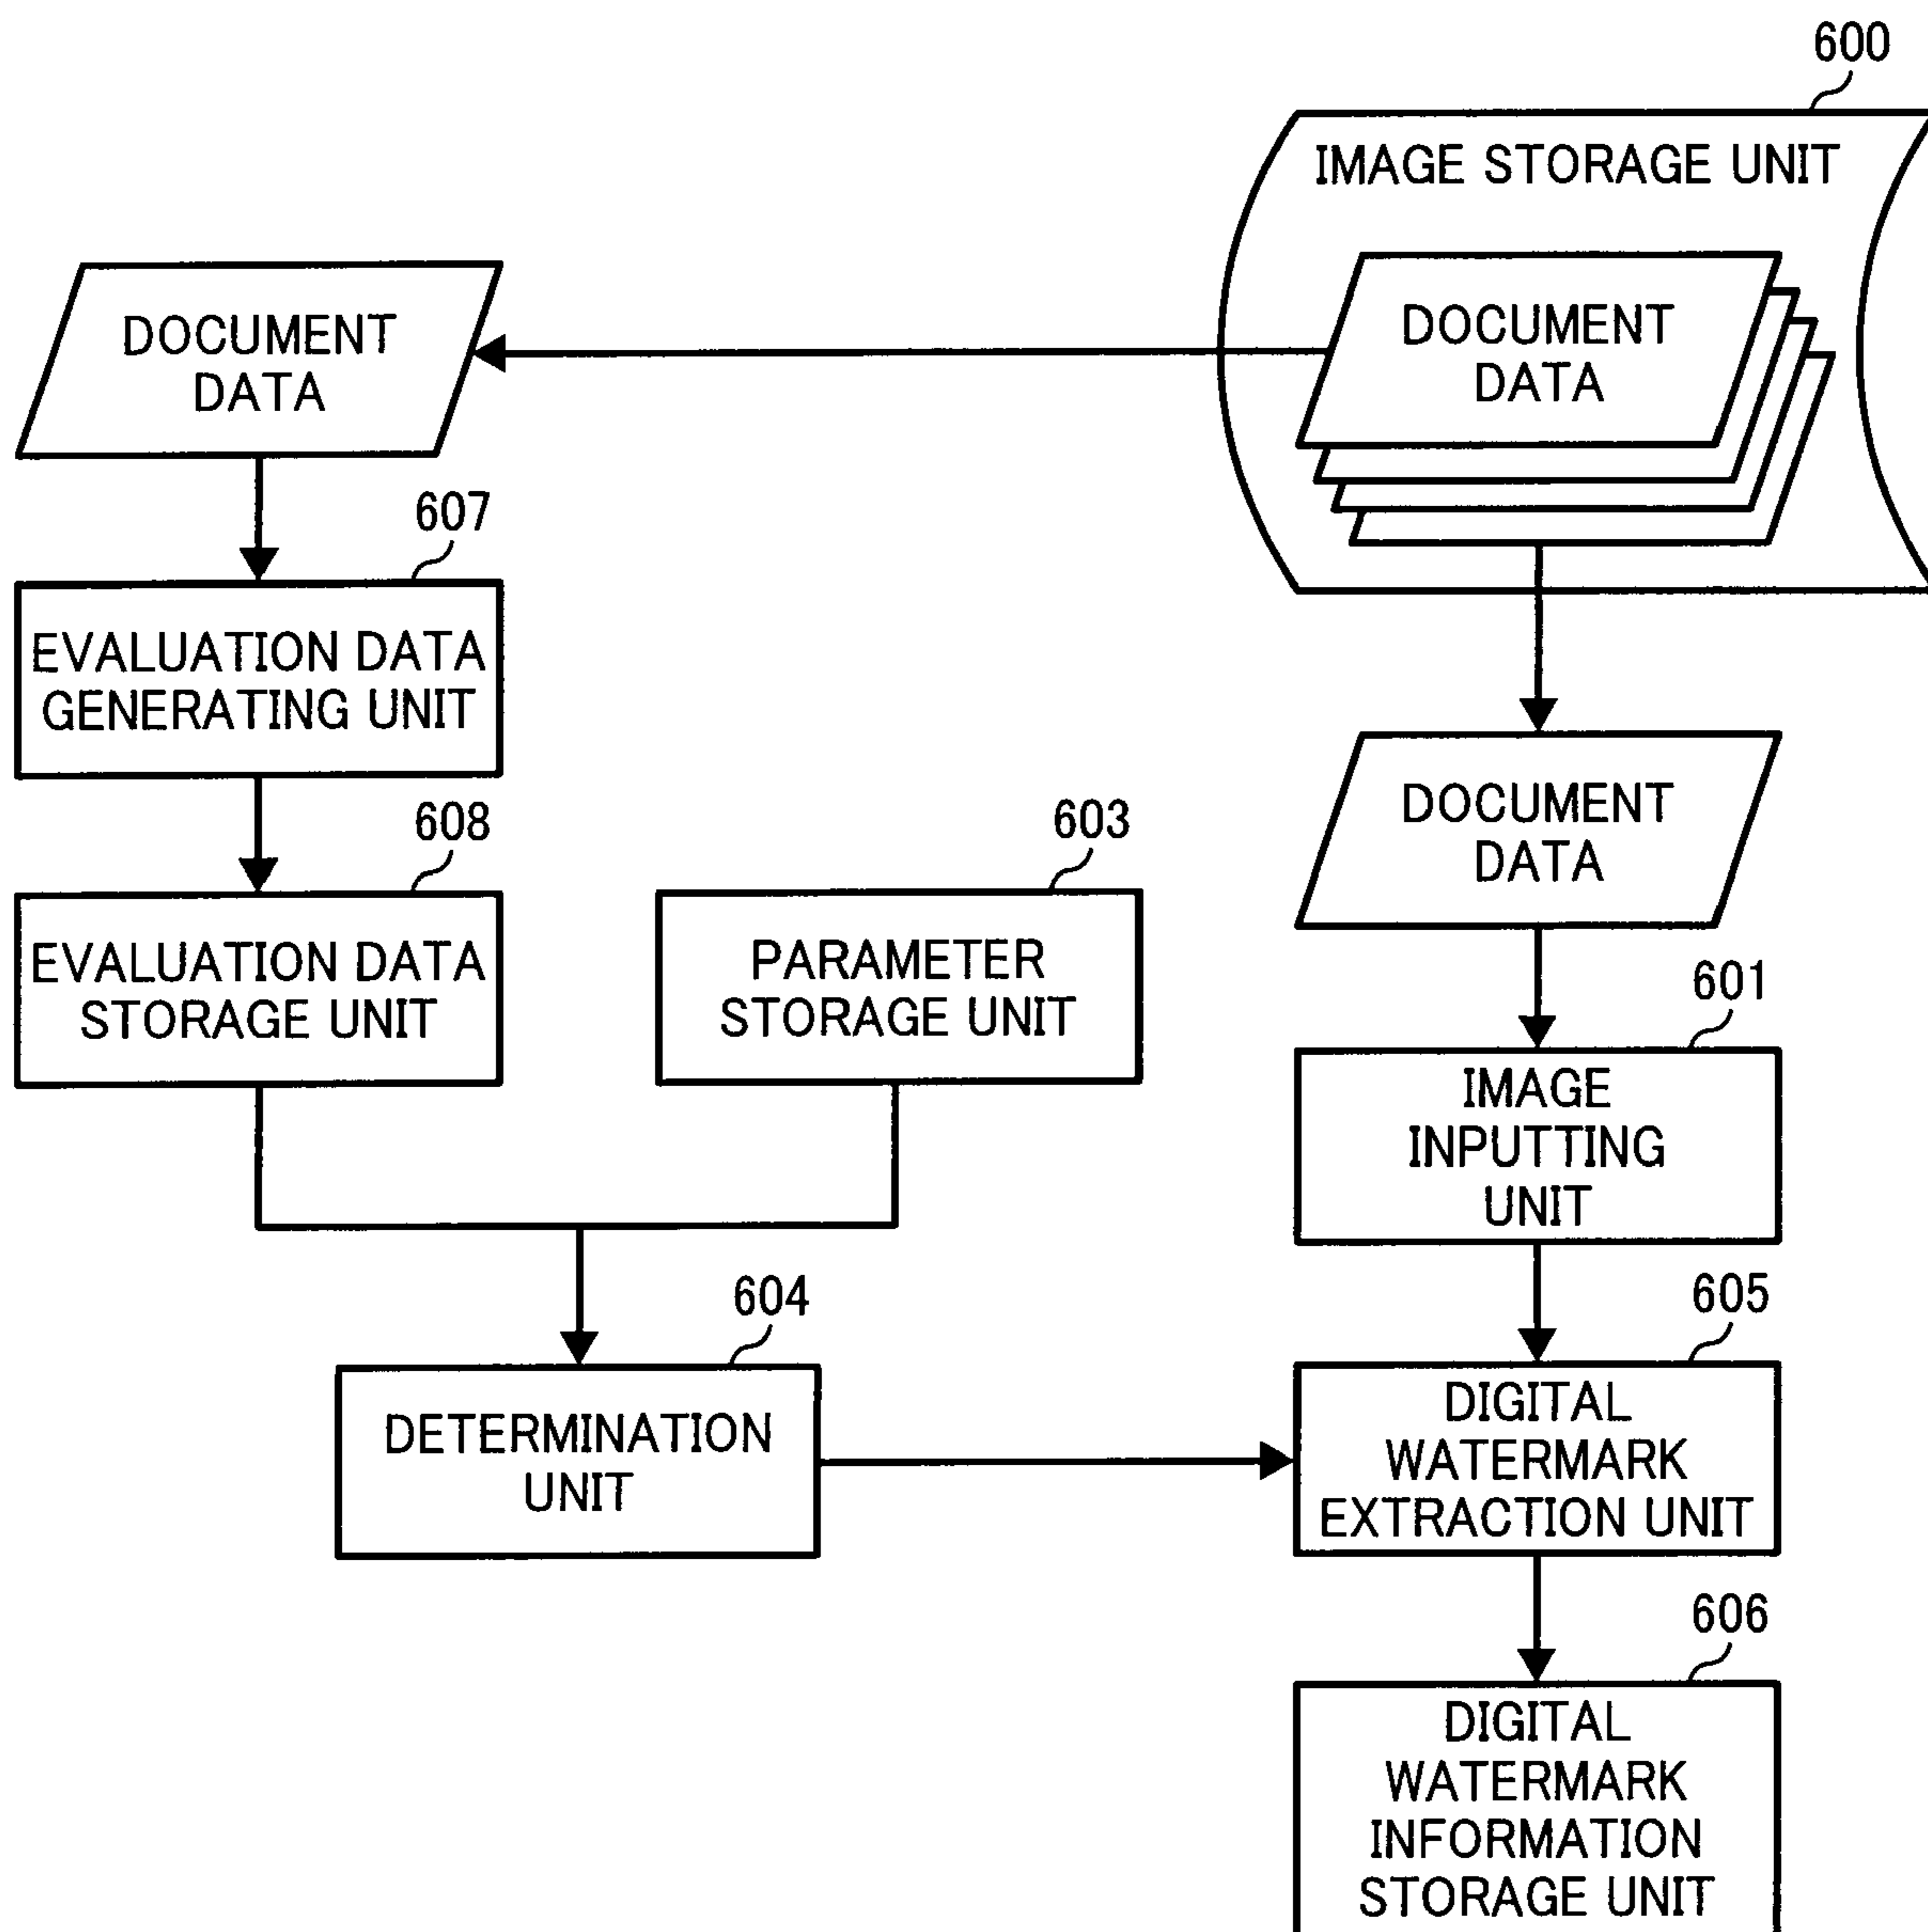 600
IMAGE STORAGE UNIT
DOCUMENT
DATA
DOCUMENT
DATA
607
EVALUATION DATA
GENERATING UNIT
608
EVALUATION DATA
STORAGE UNIT
603
PARAMETER
STORAGE UNIT
DOCUMENT
DATA
601
IMAGE
INPUTTING
UNIT
604
DETERMINATION
UNIT
605
DIGITAL
WATERMARK
EXTRACTION UNIT
606
DIGITAL
WATERMARK
INFORMATION
STORAGE UNIT